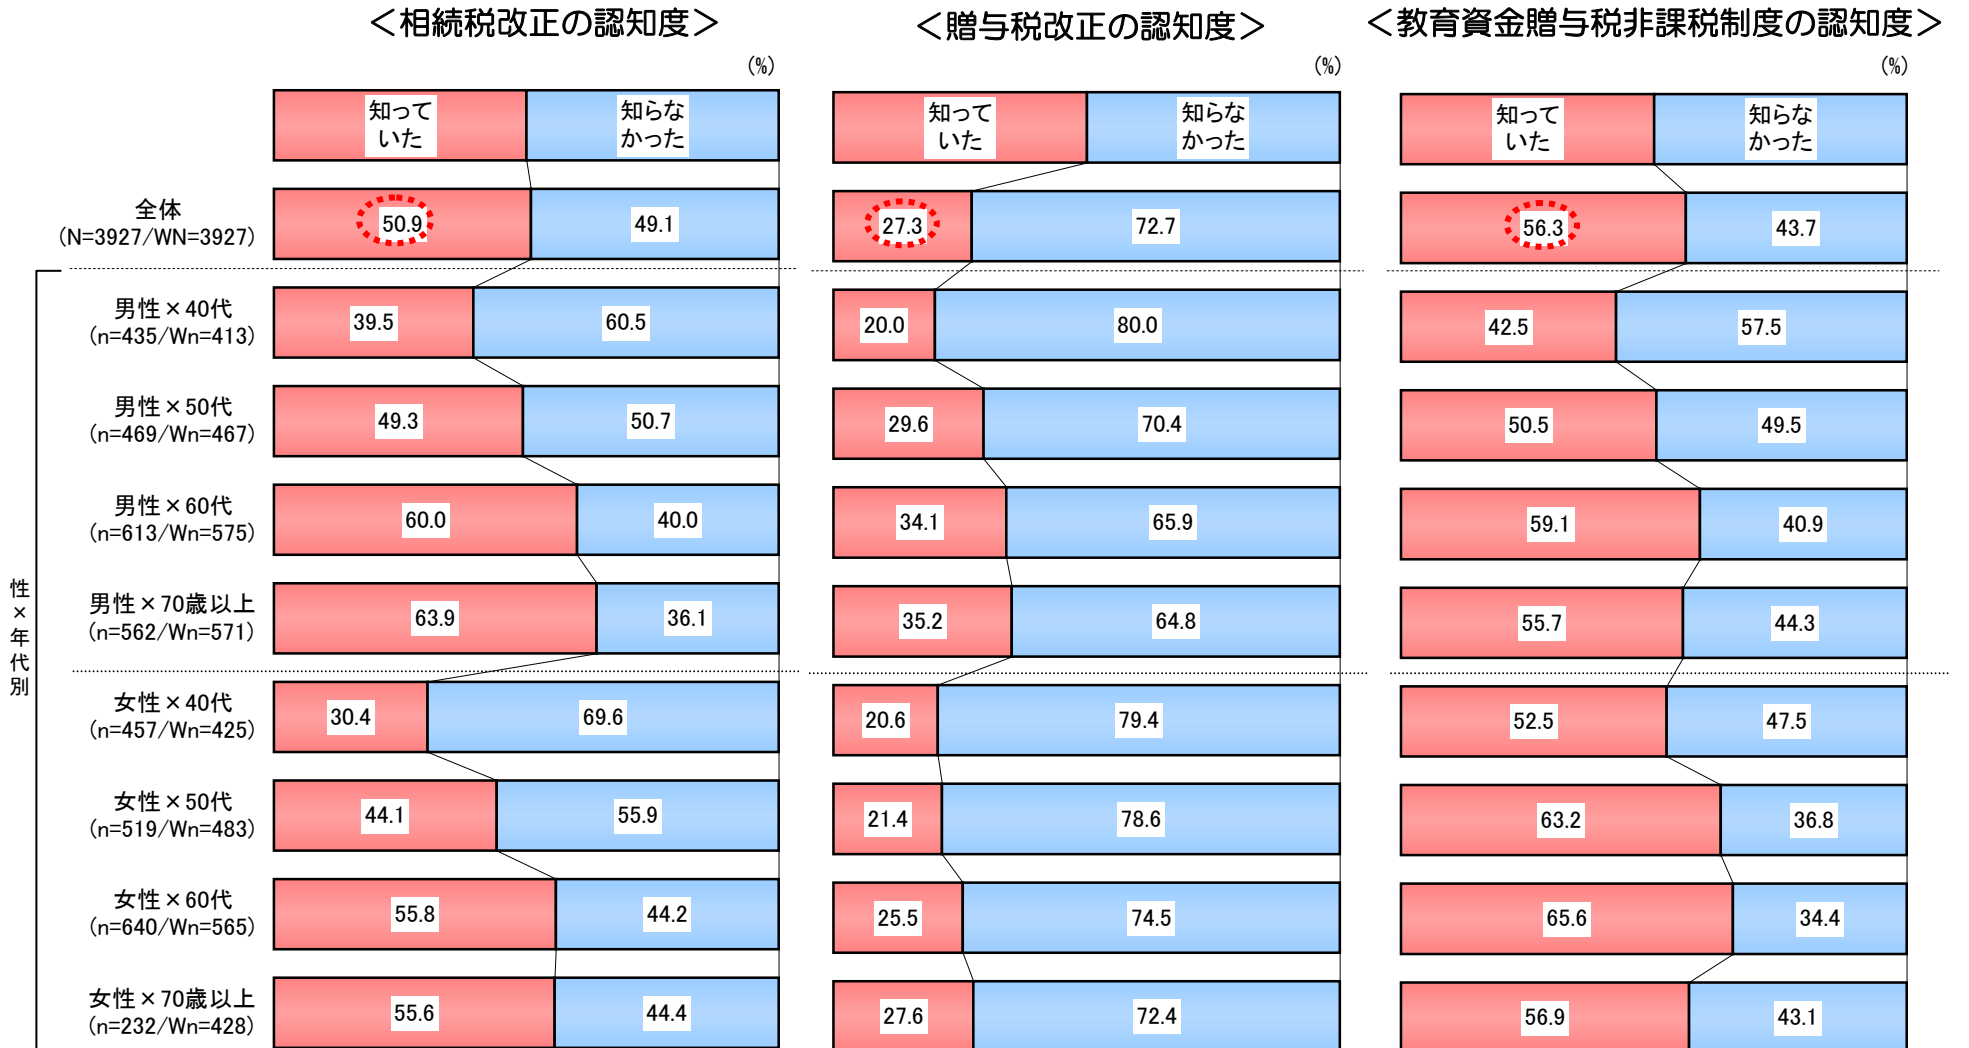 ＜相続税改正の認知度＞
＜贈与税改正の認知度＞
＜教育資金贈与税非課税制度の認知度＞
(%)
(%)
(%)
知って
いた
知らな
かった
知って
いた
知らな
かった
知って
いた
知らな
かった
全体
(N=3927/WN=3927)
50.9
49.1
27.3
72.7
56.3
43.7
性×年代別
男性×40代
(n=435/Wn=413)
39.5
60.5
20.0
80.0
42.5
57.5
男性×50代
(n=469/Wn=467)
49.3
50.7
29.6
70.4
50.5
49.5
男性×60代
(n=613/Wn=575)
60.0
40.0
34.1
65.9
59.1
40.9
男性×70歳以上
(n=562/Wn=571)
63.9
36.1
35.2
64.8
55.7
44.3
女性×40代
(n=457/Wn=425)
30.4
69.6
20.6
79.4
52.5
47.5
女性×50代
(n=519/Wn=483)
44.1
55.9
21.4
78.6
63.2
36.8
女性×60代
(n=640/Wn=565)
55.8
44.2
25.5
74.5
65.6
34.4
女性×70歳以上
(n=232/Wn=428)
55.6
44.4
27.6
72.4
56.9
43.1